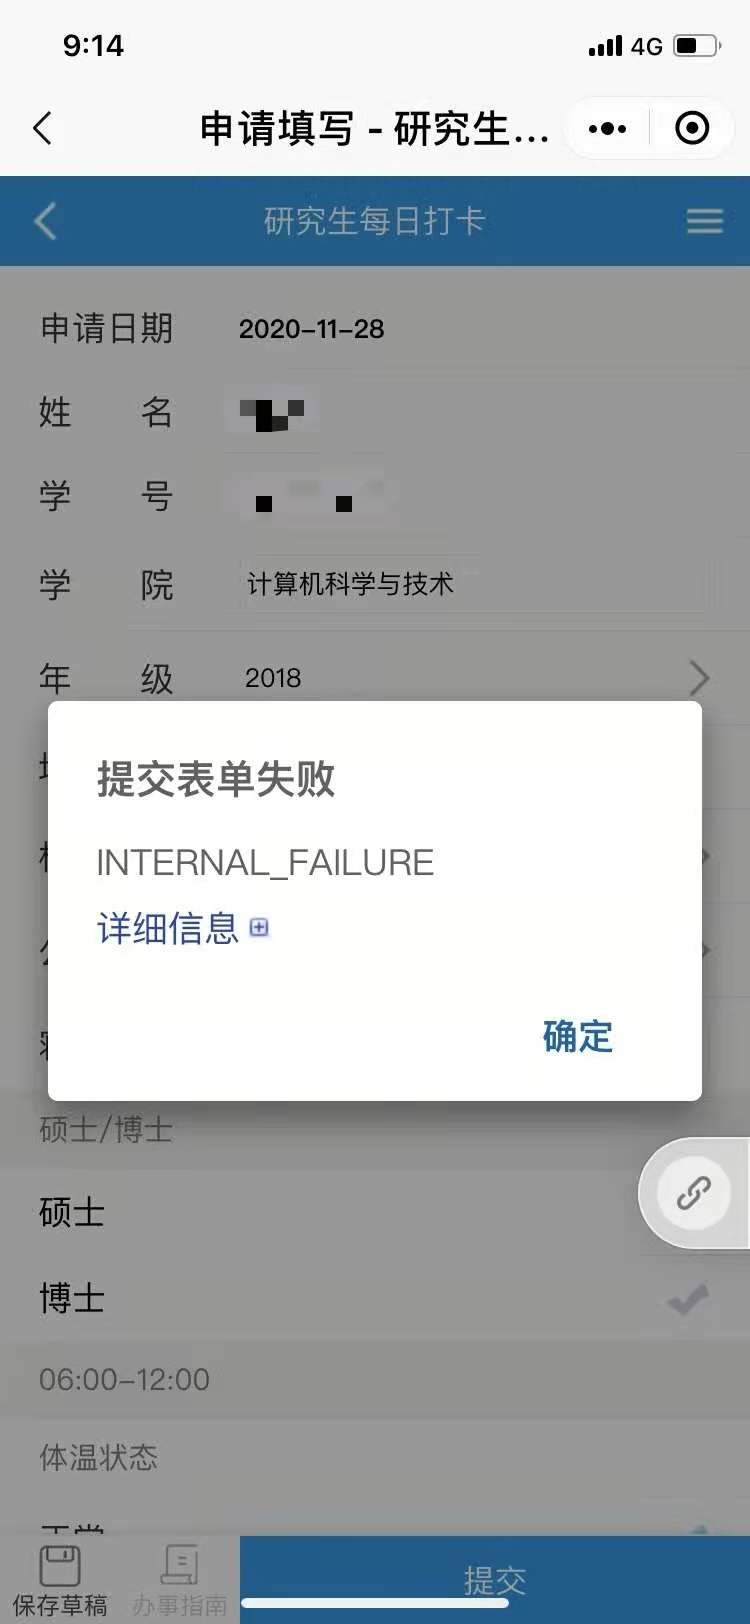 9:14
4G
申请填写 - 研究生...
研究生每日打卡
申请日期 2020-11-28
姓 名
学 号
学 院 计算机科学与技术
年 级 2018
提交表单失败
INTERNAL_FAILURE
详细信息
确定
硕士/博士
硕士
博士
06:00-12:00
体温状态
保存草稿 办事指南 提交